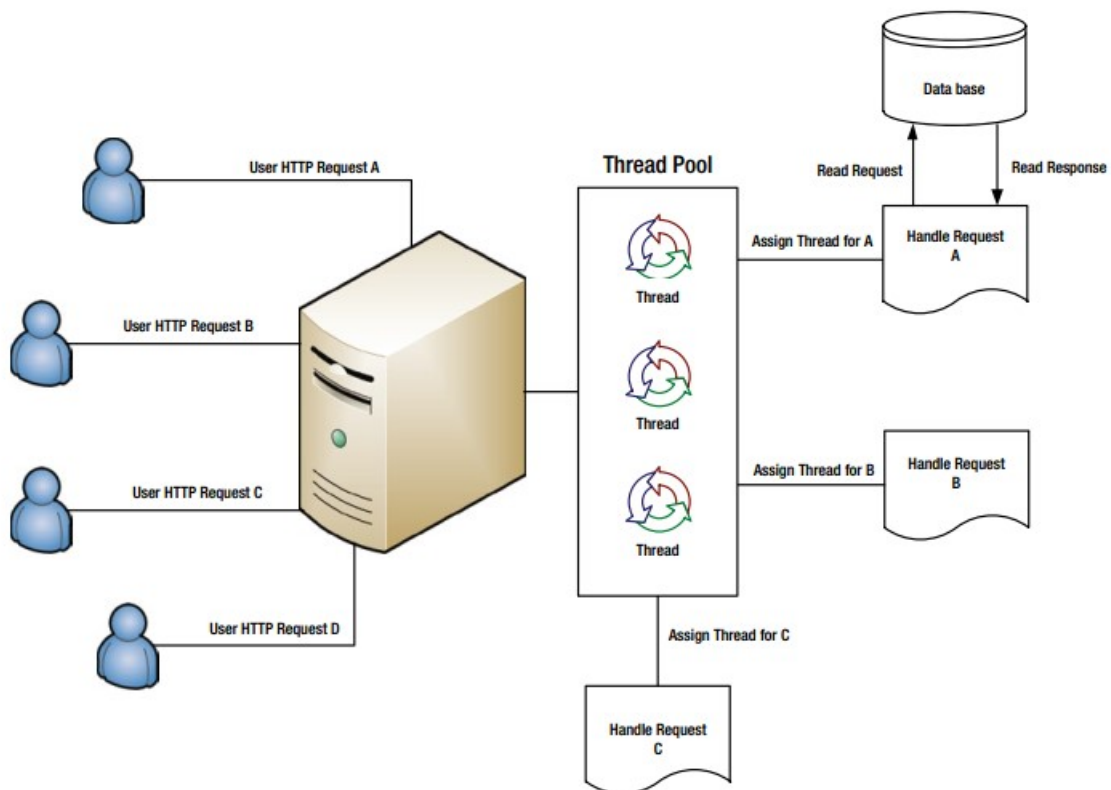 Data base
Read Request
Read Response
User HTTP Request A
Thread Pool
Assign Thread for A
Handle Request
A
Thread
User HTTP Request B
Thread
Assign Thread for B
Handle Request
B
User HTTP Request C
Thread
User HTTP Request D
Assign Thread for C
Handle Request
C